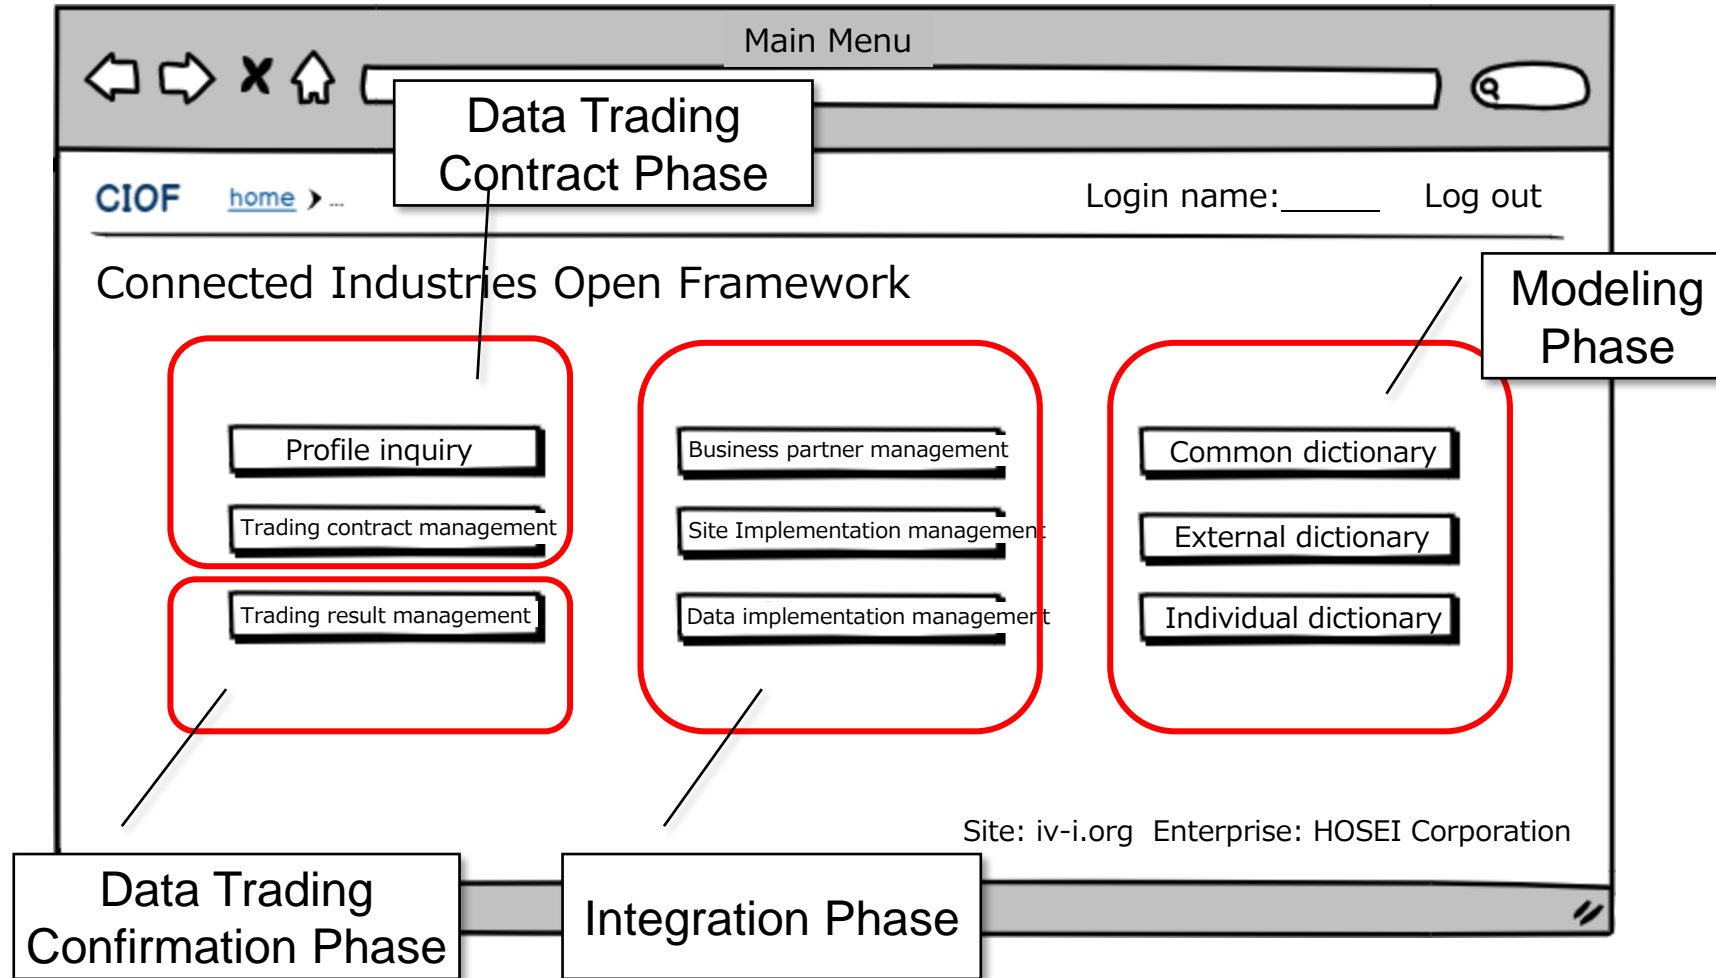 Main Menu
Data Trading
Contract Phase
CIOF home > ...
Login name:______ Log out
Connected Industries Open Framework
Modeling
Phase
Profile inquiry
Trading contract management
Trading result management
Business partner management
Site Implementation management
Data implementation management
Common dictionary
External dictionary
Individual dictionary
Site: iv-i.org Enterprise: HOSEI Corporation
Data Trading
Confirmation Phase
Integration Phase